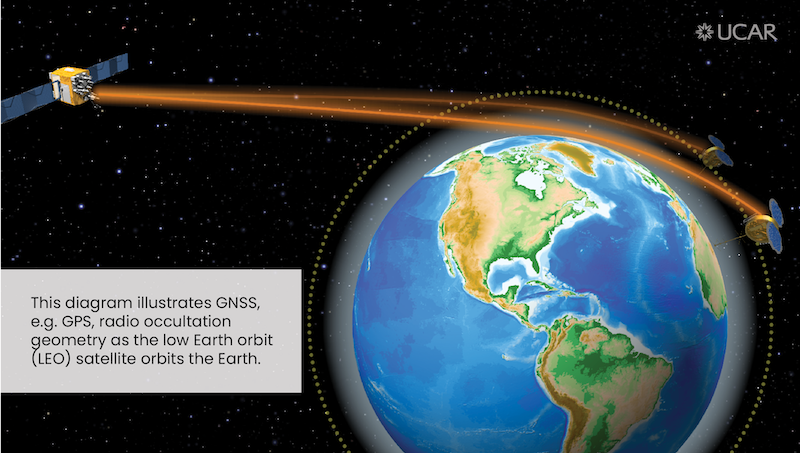 UCAR
This diagram illustrates GNSS,
e.g. GPS, radio occultation
geometry as the low Earth orbit
(LEO) satellite orbits the Earth.